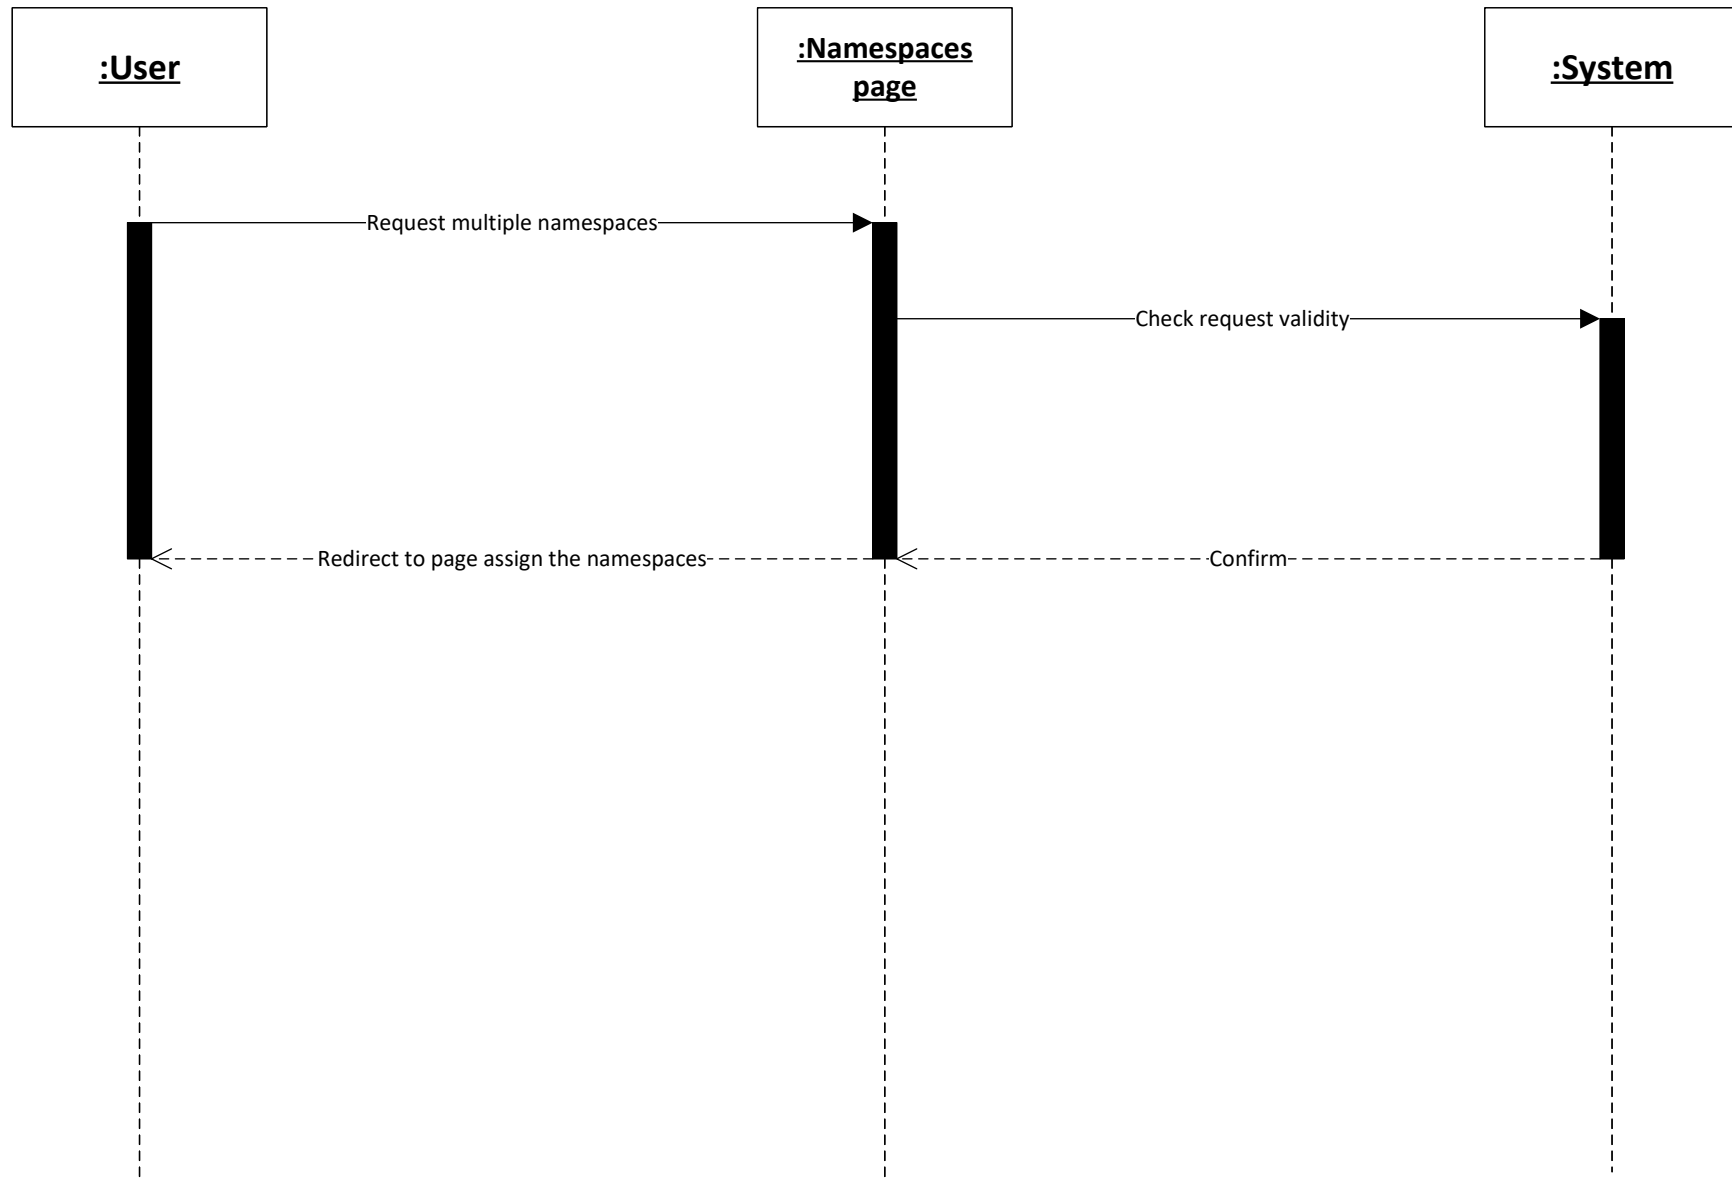 :User
:Namespaces
page
:System
Request multiple namespaces
Check request validity
Redirect to page assign the namespaces
Confirm